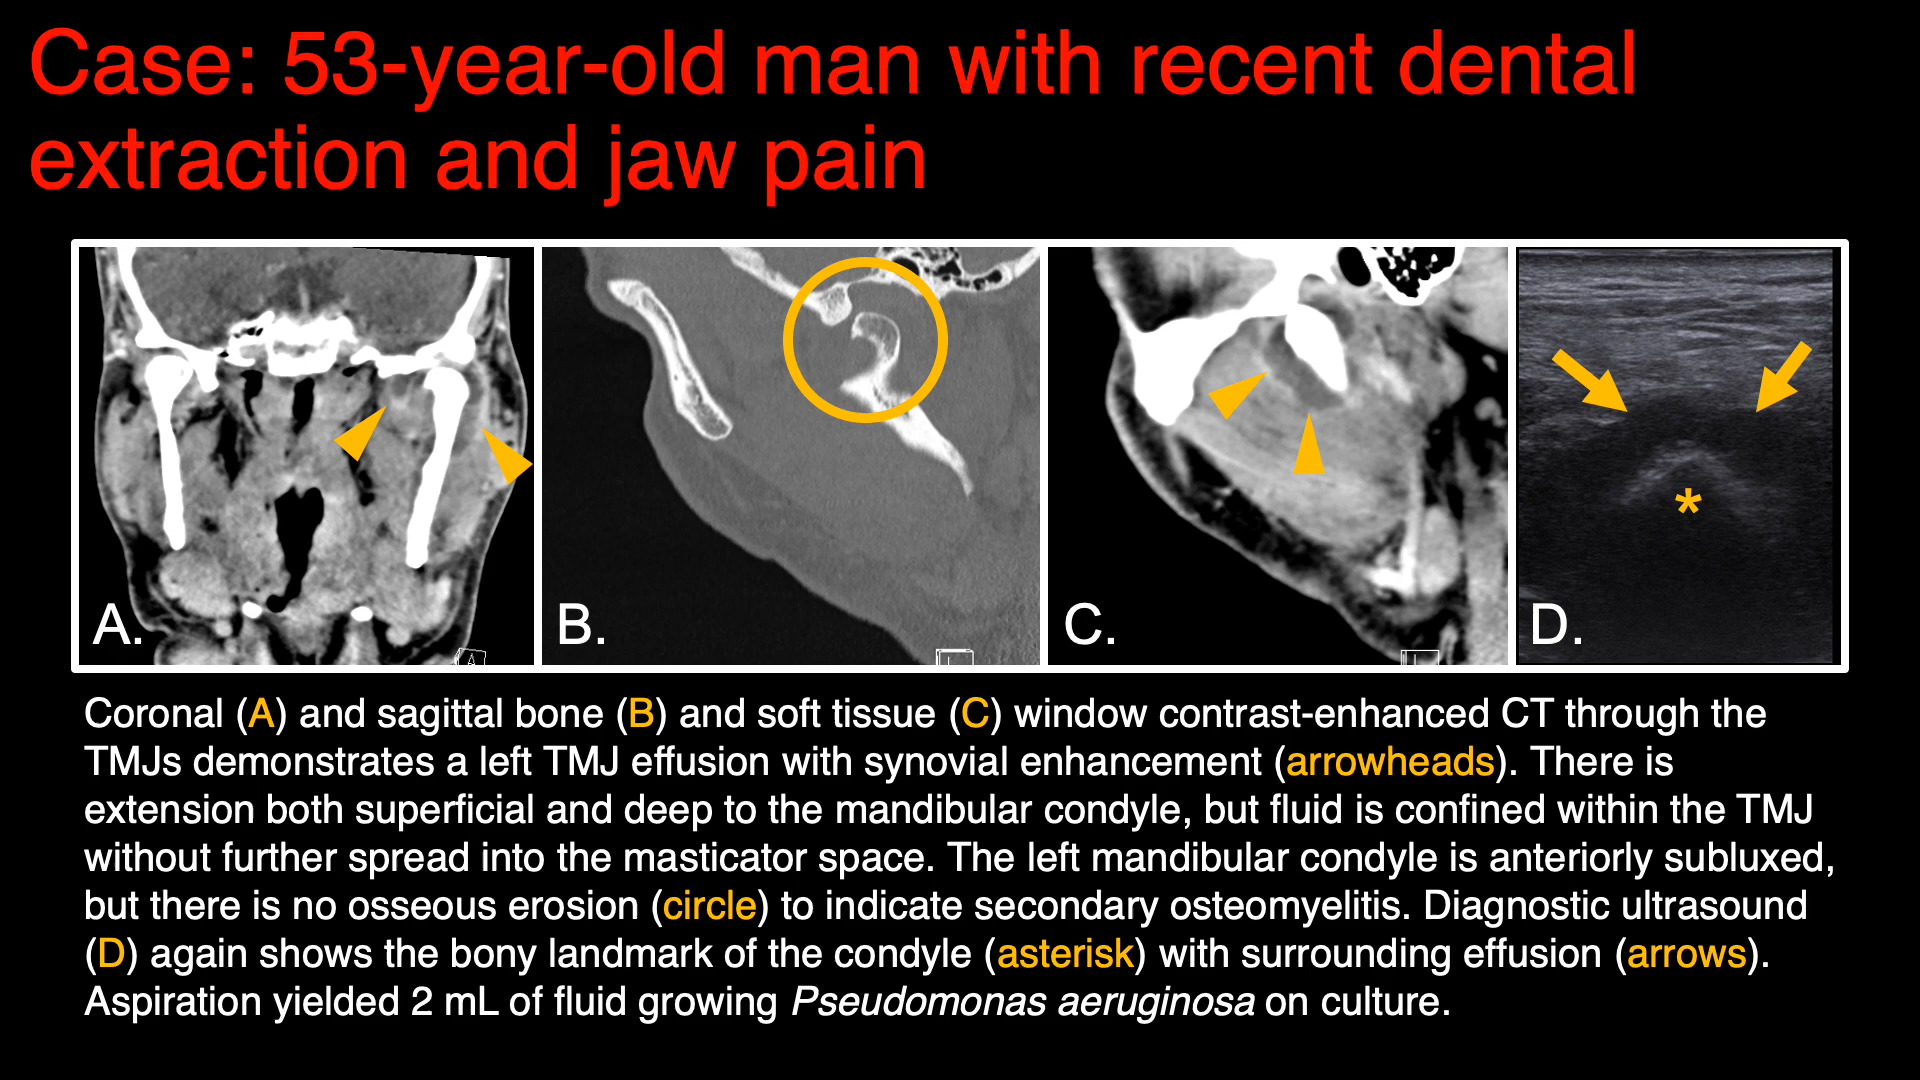 Case: 53-year-old man with recent dental
extraction and jaw pain
A.
B.
C.
D.
A
L
L
*
Coronal (A) and sagittal bone (B) and soft tissue (C) window contrast-enhanced CT through the
TMJs demonstrates a left TMJ effusion with synovial enhancement (arrowheads). There is
extension both superficial and deep to the mandibular condyle, but fluid is confined within the TMJ
without further spread into the masticator space. The left mandibular condyle is anteriorly subluxed,
but there is no osseous erosion (circle) to indicate secondary osteomyelitis. Diagnostic ultrasound
(D) again shows the bony landmark of the condyle (asterisk) with surrounding effusion (arrows).
Aspiration yielded 2 mL of fluid growing Pseudomonas aeruginosa on culture.